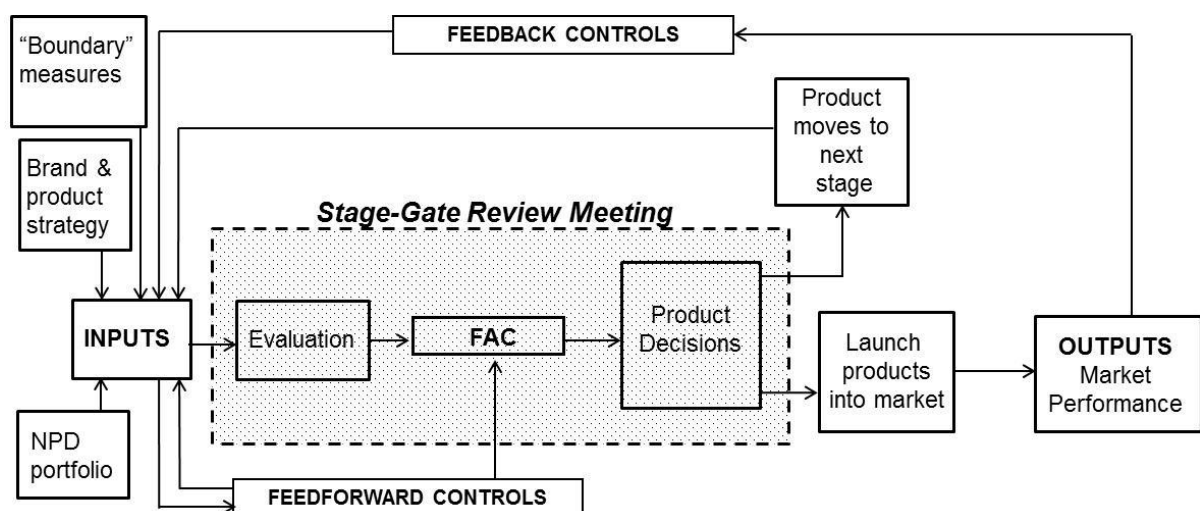 “Boundary”
measures
FEEDBACK CONTROLS
Product
moves to
next
stage
Brand &
product
strategy
Stage-Gate Review Meeting
INPUTS
Evaluation
FAC
Product
Decisions
Launch
products
into market
OUTPUTS
Market
Performance
NPD
portfolio
FEEDFORWARD CONTROLS